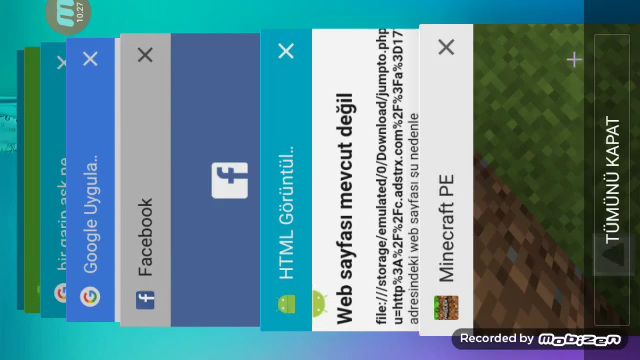 10:27
bir garip aşk ne
Google Uygula..
Facebook
HTML Görüntül..
Web sayfası mevcut değil
file:///storage/emulated/0/Download/jumpto.php
u=http%3A%2F%2Fc.adstrx.com%2F%3Fa%3D17
adresindeki web sayfası şu nedenle
Minecraft PE
TÜMÜNÜ KAPAT
Recorded by Mobizen